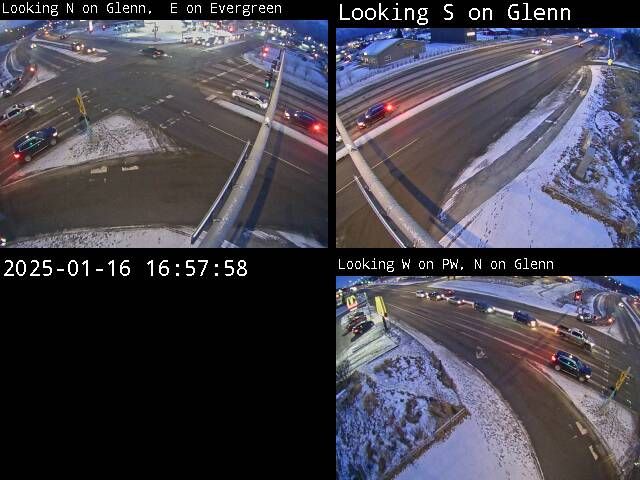 Looking N on Glenn, E on Evergreen
Looking S on Glenn
2025-01-16 16:57:58
Looking W on PW, N on Glenn